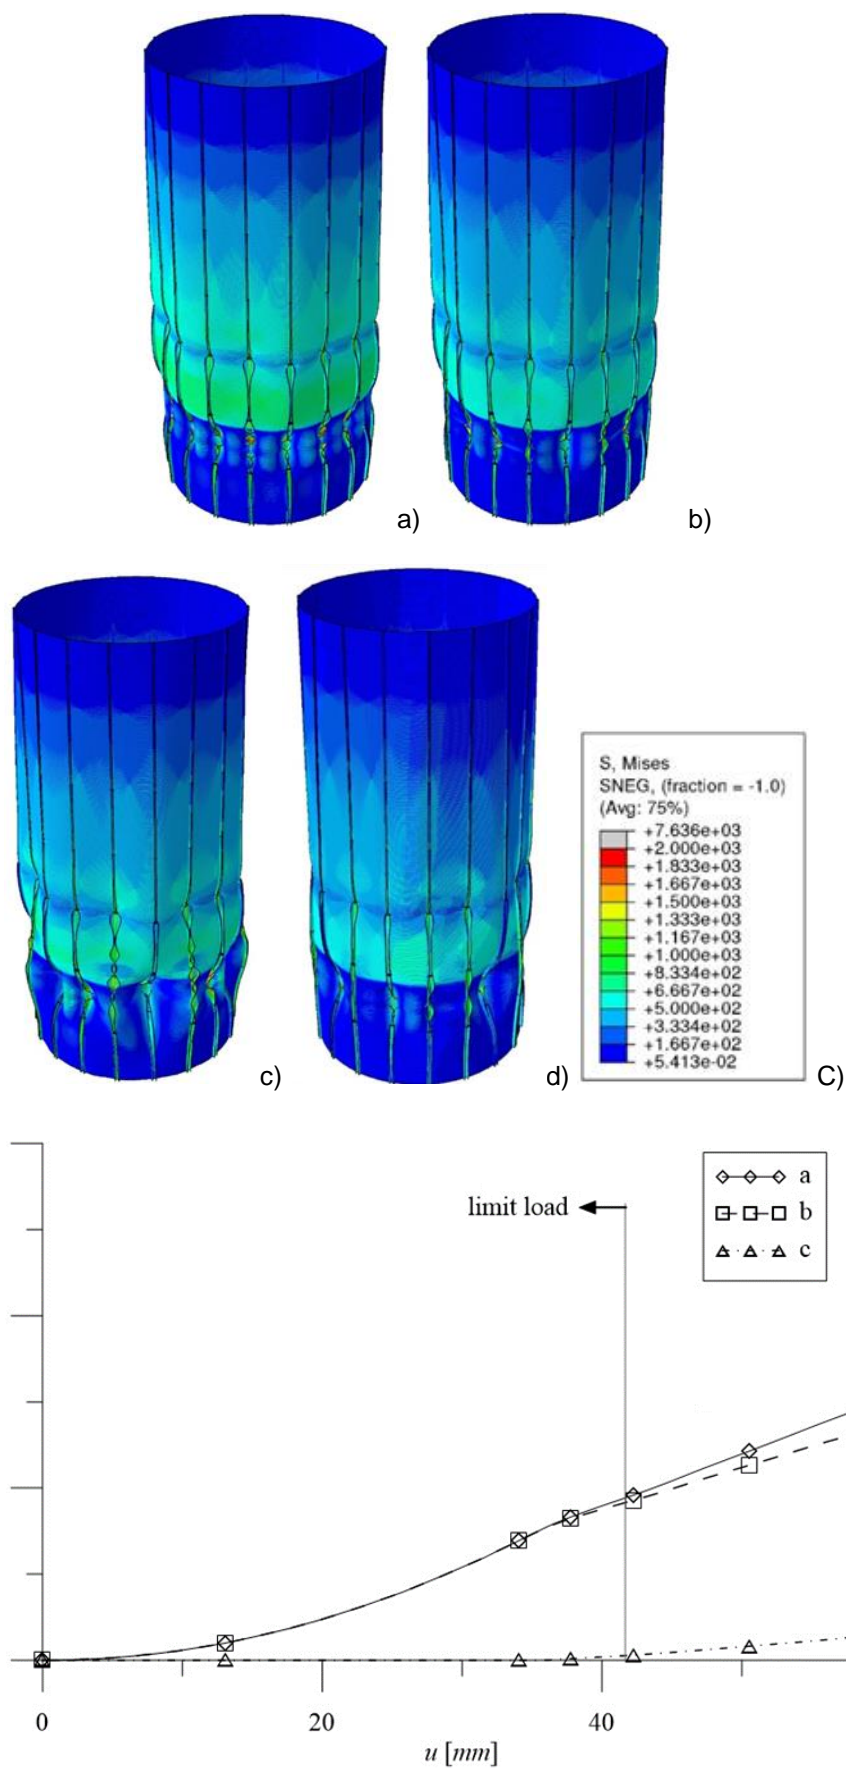 a)
b)
c)
d)
S, Mises
SNEG, (fraction = -1.0)
(Avg: 75%)
+7.636e+03
+2.000e+03
+1.833e+03
+1.667e+03
+1.500e+03
+1.333e+03
+1.167e+03
+1.000e+03
+8.334e+02
+6.667e+02
+5.000e+02
+3.334e+02
+1.667e+02
+5.413e-02
C)
a
limit load
b
c
0
20
40
u [mm]